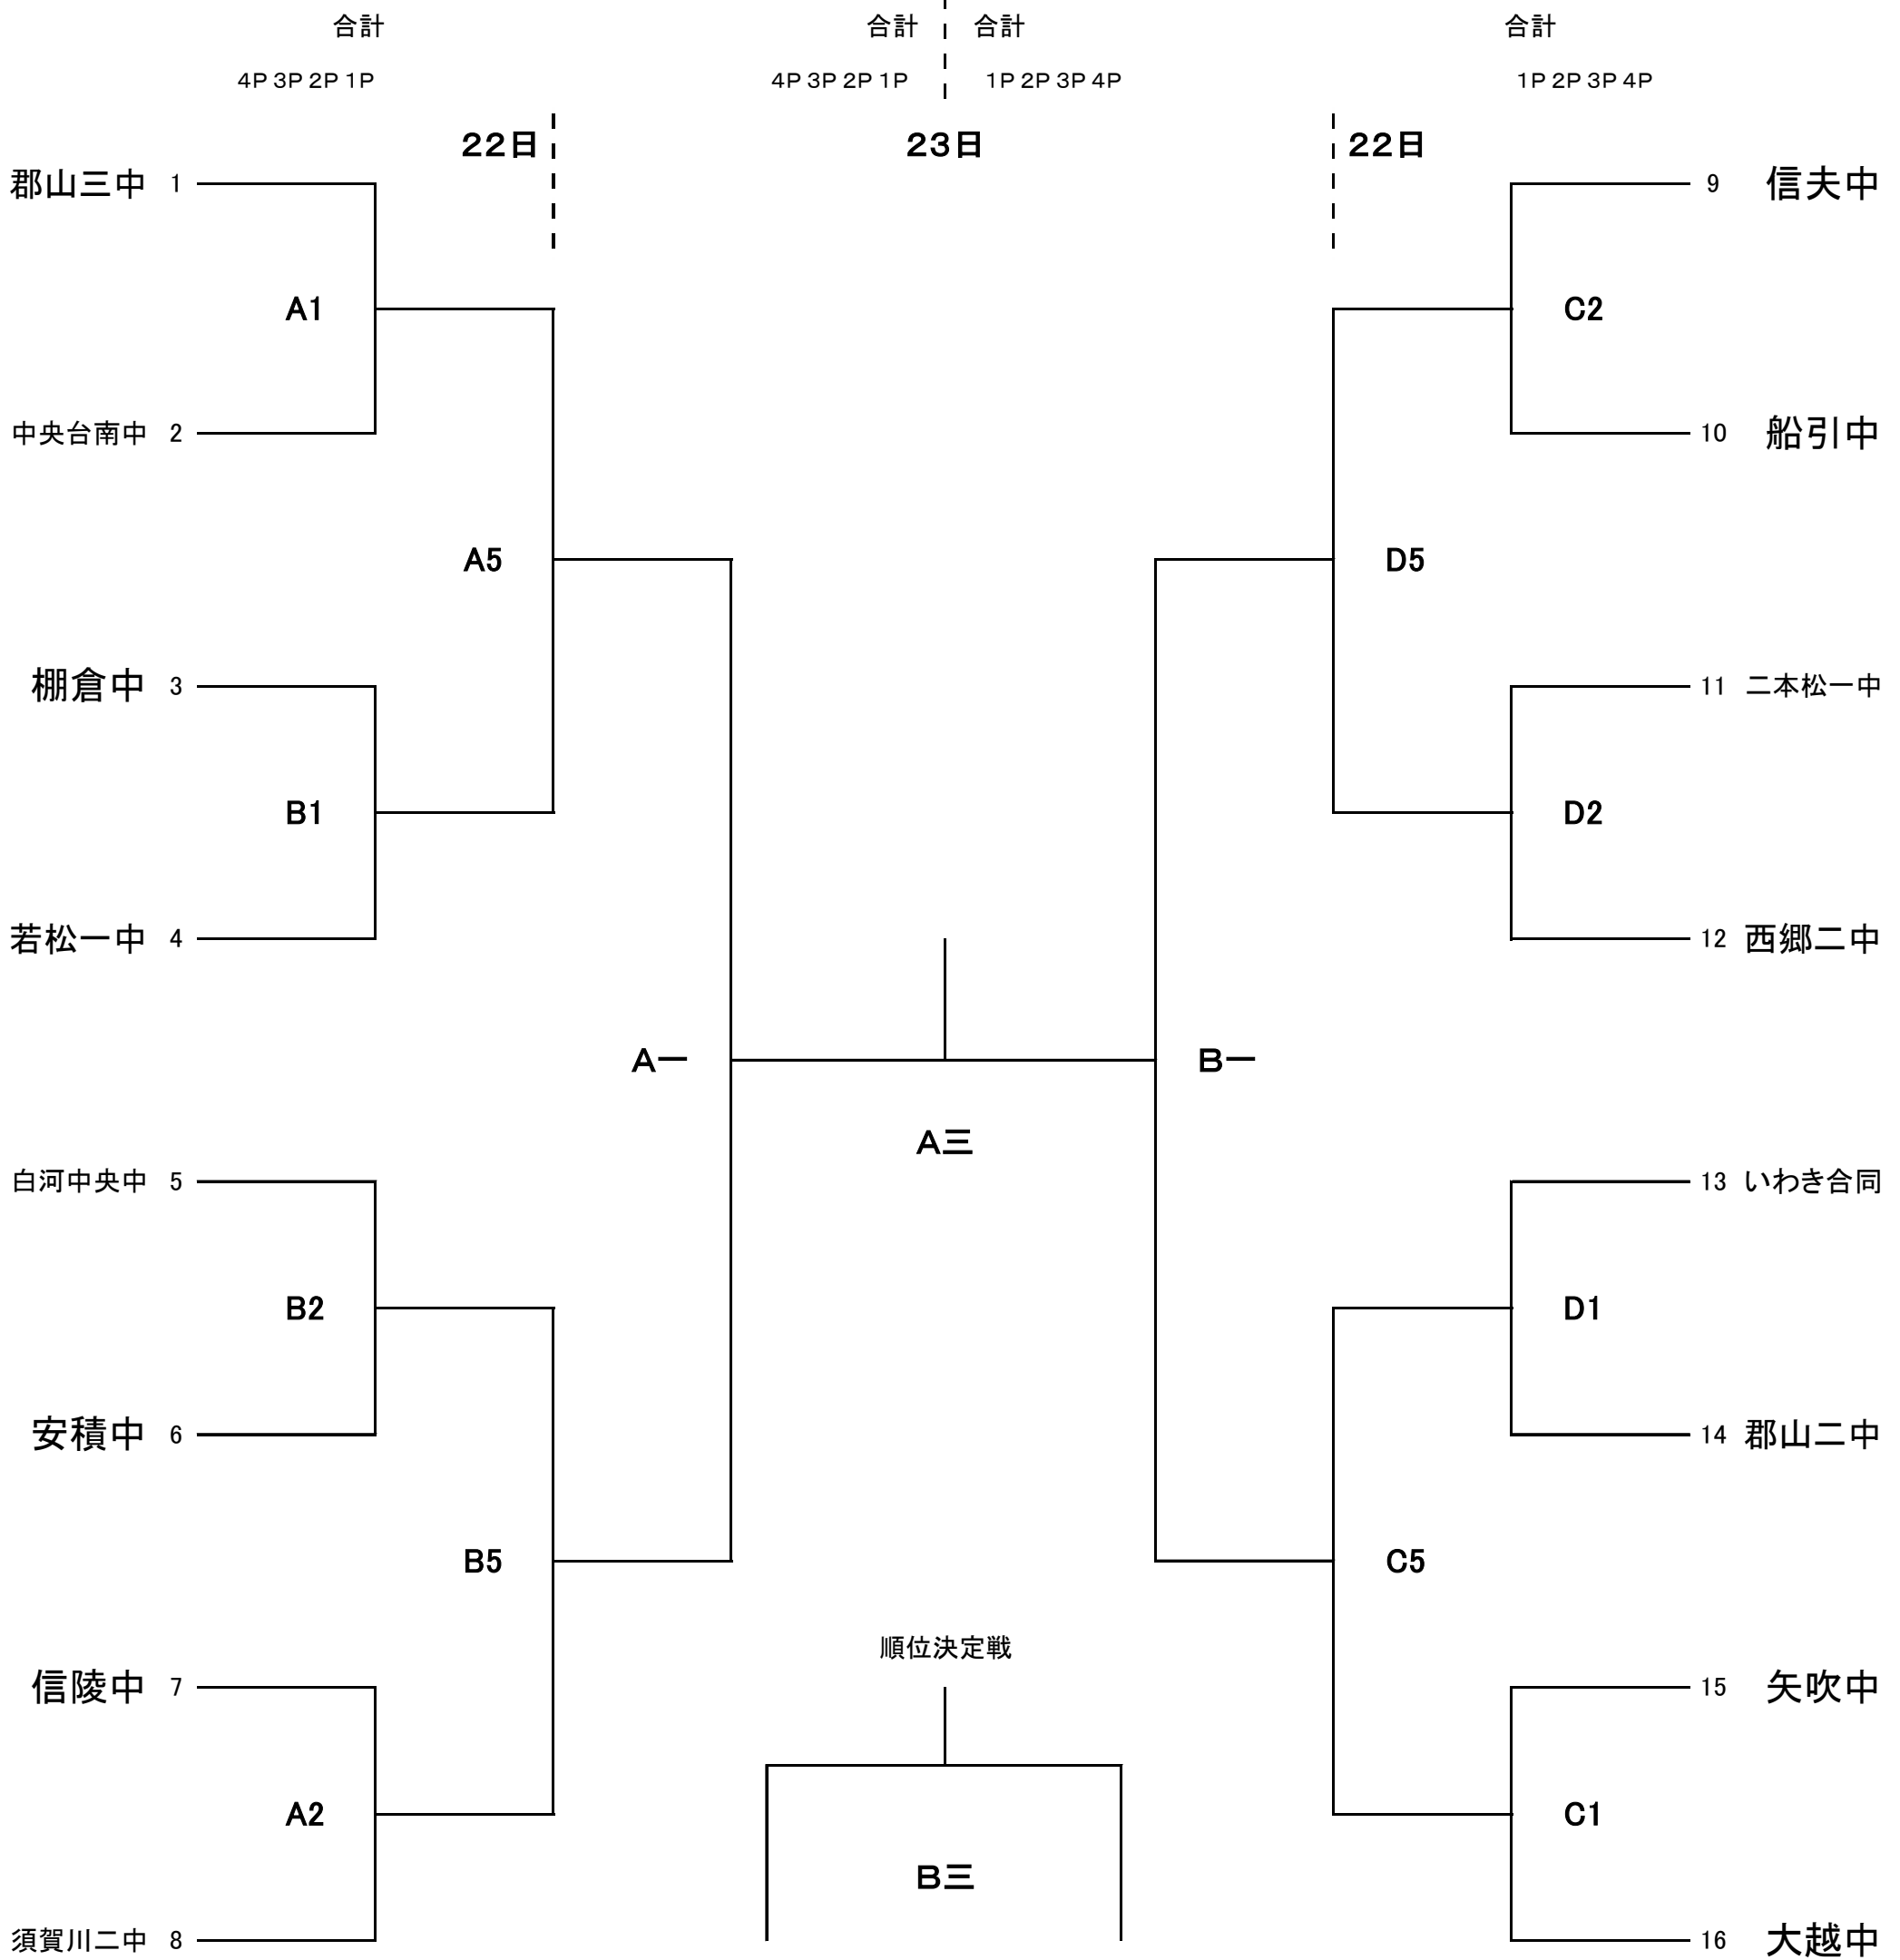 合計 合計 合計 合計
4P 3P 2P 1P 4P 3P 2P 1P 1P 2P 3P 4P 1P 2P 3P 4P
22日 23日 22日
郡山三中 1 9 信夫中
A1 C2
中央台南中 2 10 船引中
A5 D5
棚倉中 3 11 二本松一中
B1 D2
若松一中 4 12 西郷二中
A一 B一
A三
白河中央中 5 13 いわき合同
B2 D1
安積中 6 14 郡山二中
B5 C5
順位決定戦
信陵中 7 15 矢吹中
A2 C1
B三
須賀川二中 8 16 大越中